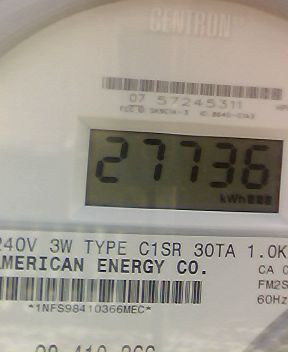 CENTRON
07 57245311
27736
kWh
240V 3W TYPE C1SR 30TA 1.0K
AMERICAN ENERGY CO.
CA
FM2S
60Hz
*1NFS98410366MEC*